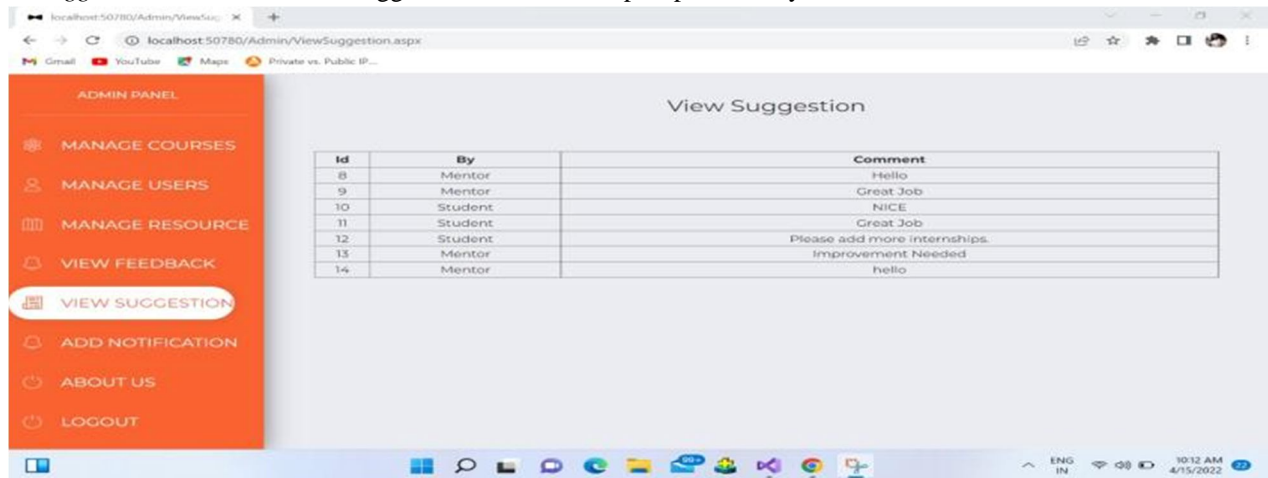 localhost:50780/Admin/ViewSug
localhost:50780/Admin/ViewSuggestion.aspx
Gmail YouTube Maps Private vs. Public IP...
ADMIN PANEL
View Suggestion
MANAGE COURSES
MANAGE USERS
MANAGE RESOURCE
VIEW FEEDBACK
VIEW SUGGESTION
ADD NOTIFICATION
ABOUT US
LOGOUT
Id By Comment
8 Mentor Hello
9 Mentor Great Job
10 Student NICE
11 Student Great Job
12 Student Please add more internships.
13 Mentor Improvement Needed
14 Mentor hello
99+
ENG
IN
10:12 AM
4/15/2022
22